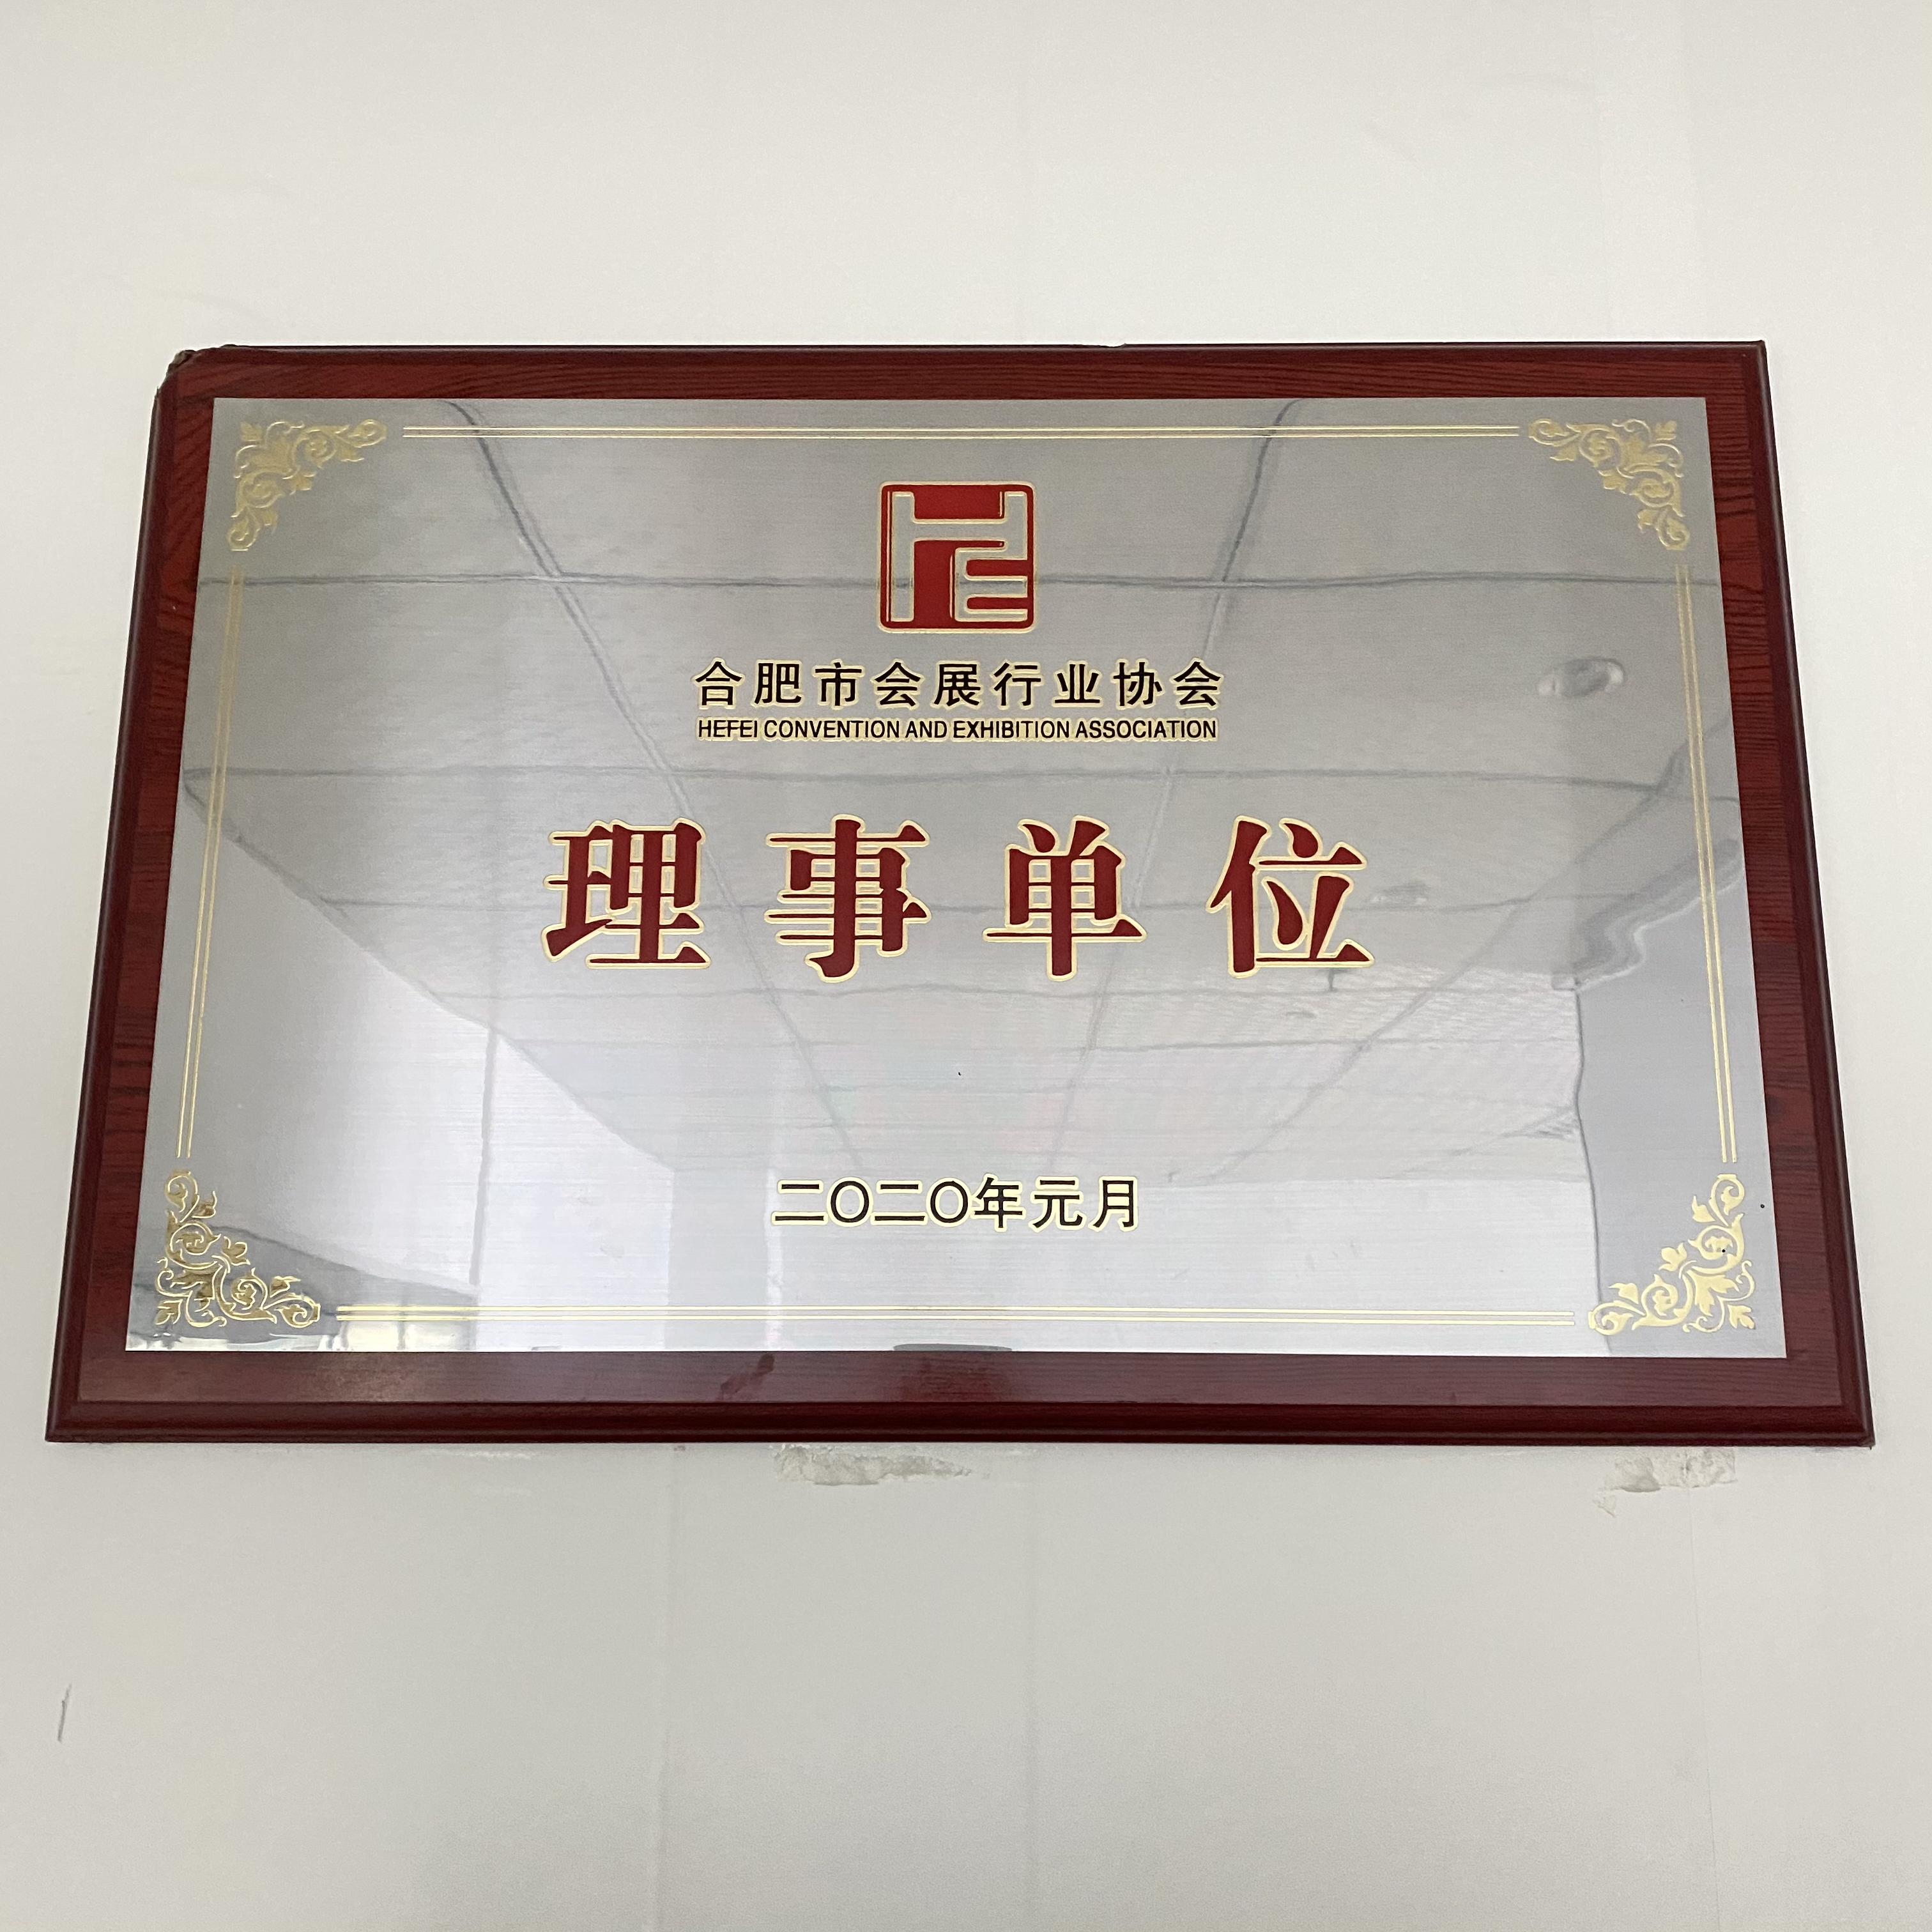 合肥市会展行业协会
HEFEI CONVENTION AND EXHIBITION ASSOCIATION
理事单位
二〇二〇年元月